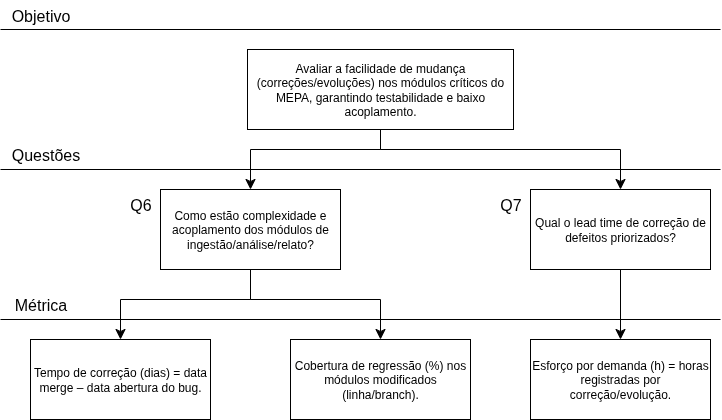 Objetivo
Avaliar a facilidade de mudança
(correções/evoluções) nos módulos críticos do
MEPA, garantindo testabilidade e baixo
acoplamento.
Questões
Q6
Como estão complexidade e
acoplamento dos módulos de
ingestão/análise/relato?
Q7
Qual o lead time de correção de
defeitos priorizados?
Métrica
Tempo de correção (dias) = data
merge – data abertura do bug.
Cobertura de regressão (%) nos
módulos modificados
(linha/branch).
Esforço por demanda (h) = horas
registradas por
correção/evolução.